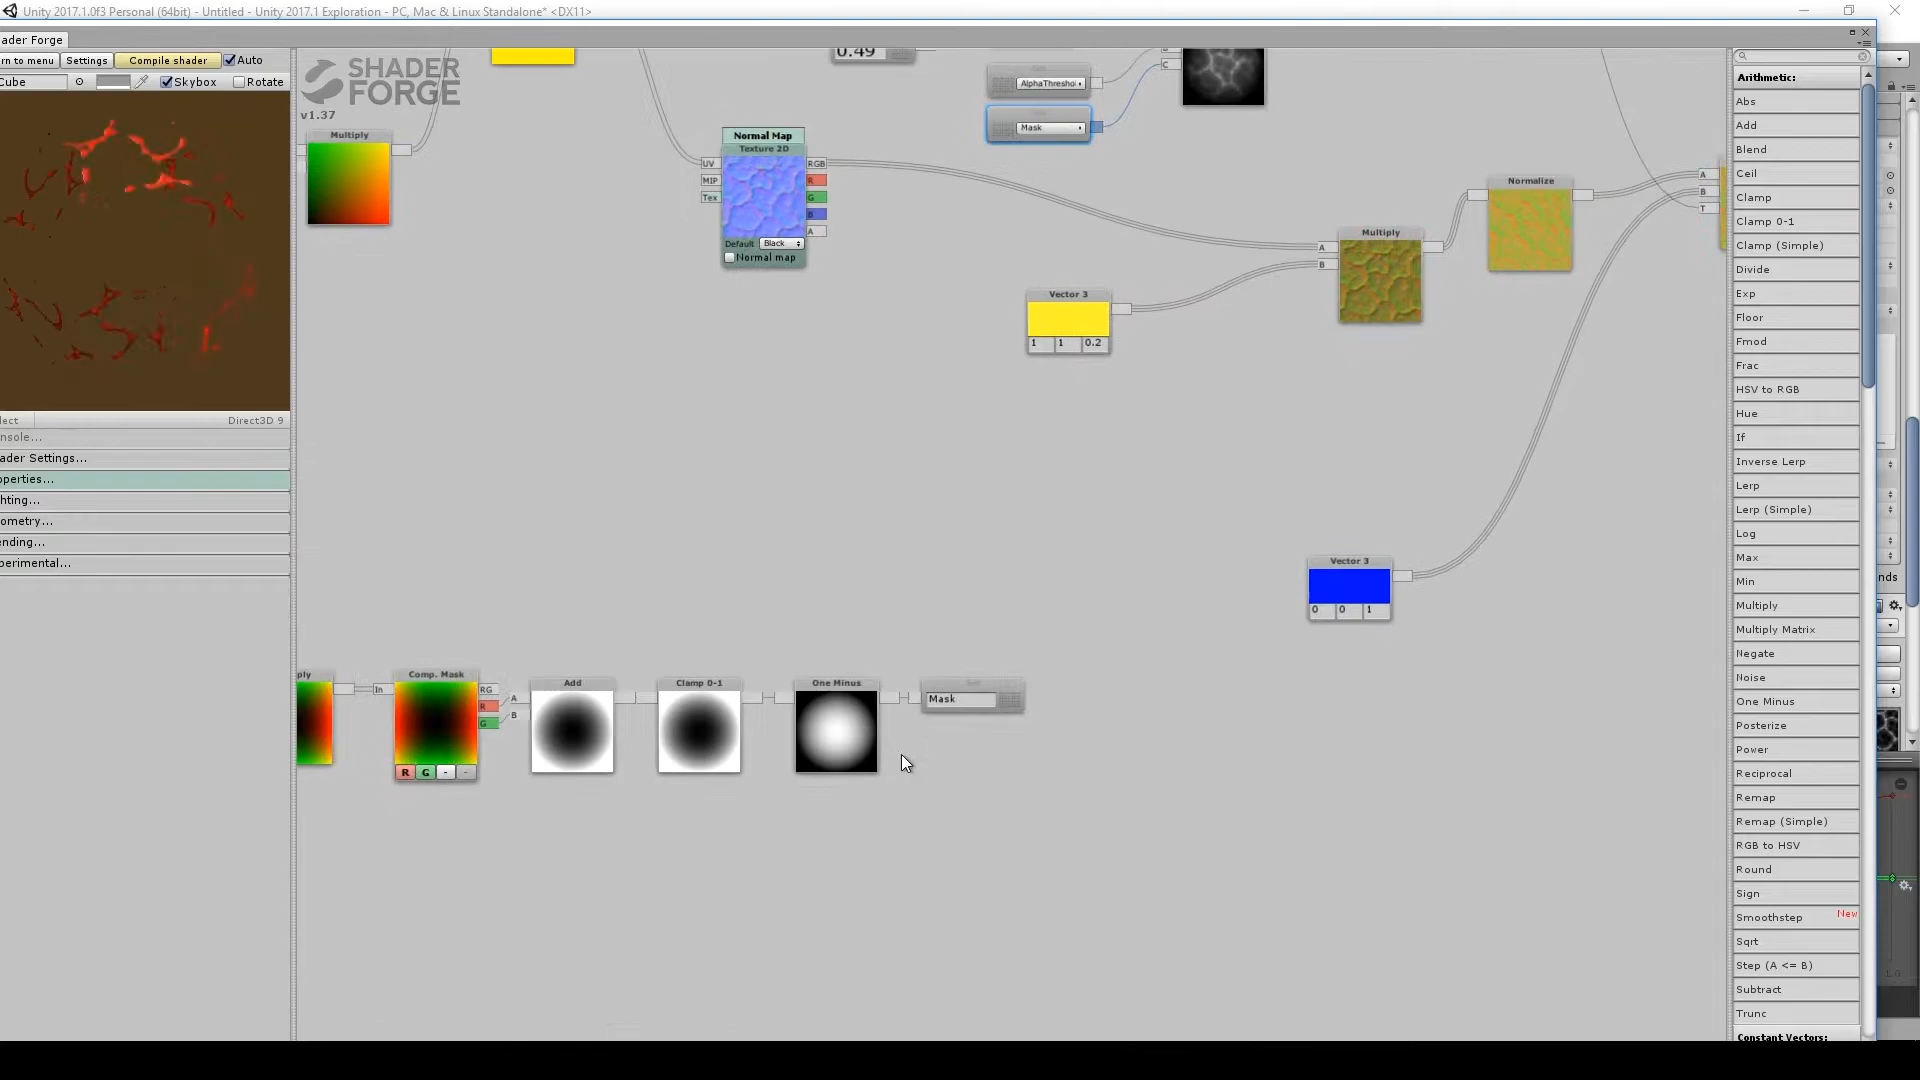 Unity 2017.1.0f3 Personal (64bit) - Untitled - Unity 2017.1 Exploration - PC, Mac & Linux Standalone* <DX11>
ader Forge
rn to menu Settings Compile shader Auto
Cube Skybox Rotate
SHADER
FORGE
v1.37
lect Direct3D 9
nsole...
ader Settings...
operties...
hting...
ometry...
ending...
perimental...
Multiply
Normal Map
Texture 2D
UV RGB
MIP R
Tex G
B
A
Default Black
Normal map
0.49
AlphaThreshol
Mask
C
Vector 3
1 1 0.2
Multiply
A
B
Normalize
A
B
T
Vector 3
0 0 1
ply
In
Comp. Mask
RG
R
G
R G - -
A
B
Add
Clamp 0-1
One Minus
Mask
Arithmetic:
Abs
Add
Blend
Ceil
Clamp
Clamp 0-1
Clamp (Simple)
Divide
Exp
Floor
Fmod
Frac
HSV to RGB
Hue
If
Inverse Lerp
Lerp
Lerp (Simple)
Log
Max
Min
Multiply
Multiply Matrix
Negate
Noise
One Minus
Posterize
Power
Reciprocal
Remap
Remap (Simple)
RGB to HSV
Round
Sign
Smoothstep New
Sqrt
Step (A <= B)
Subtract
Trunc
Constant Vectors:
nds